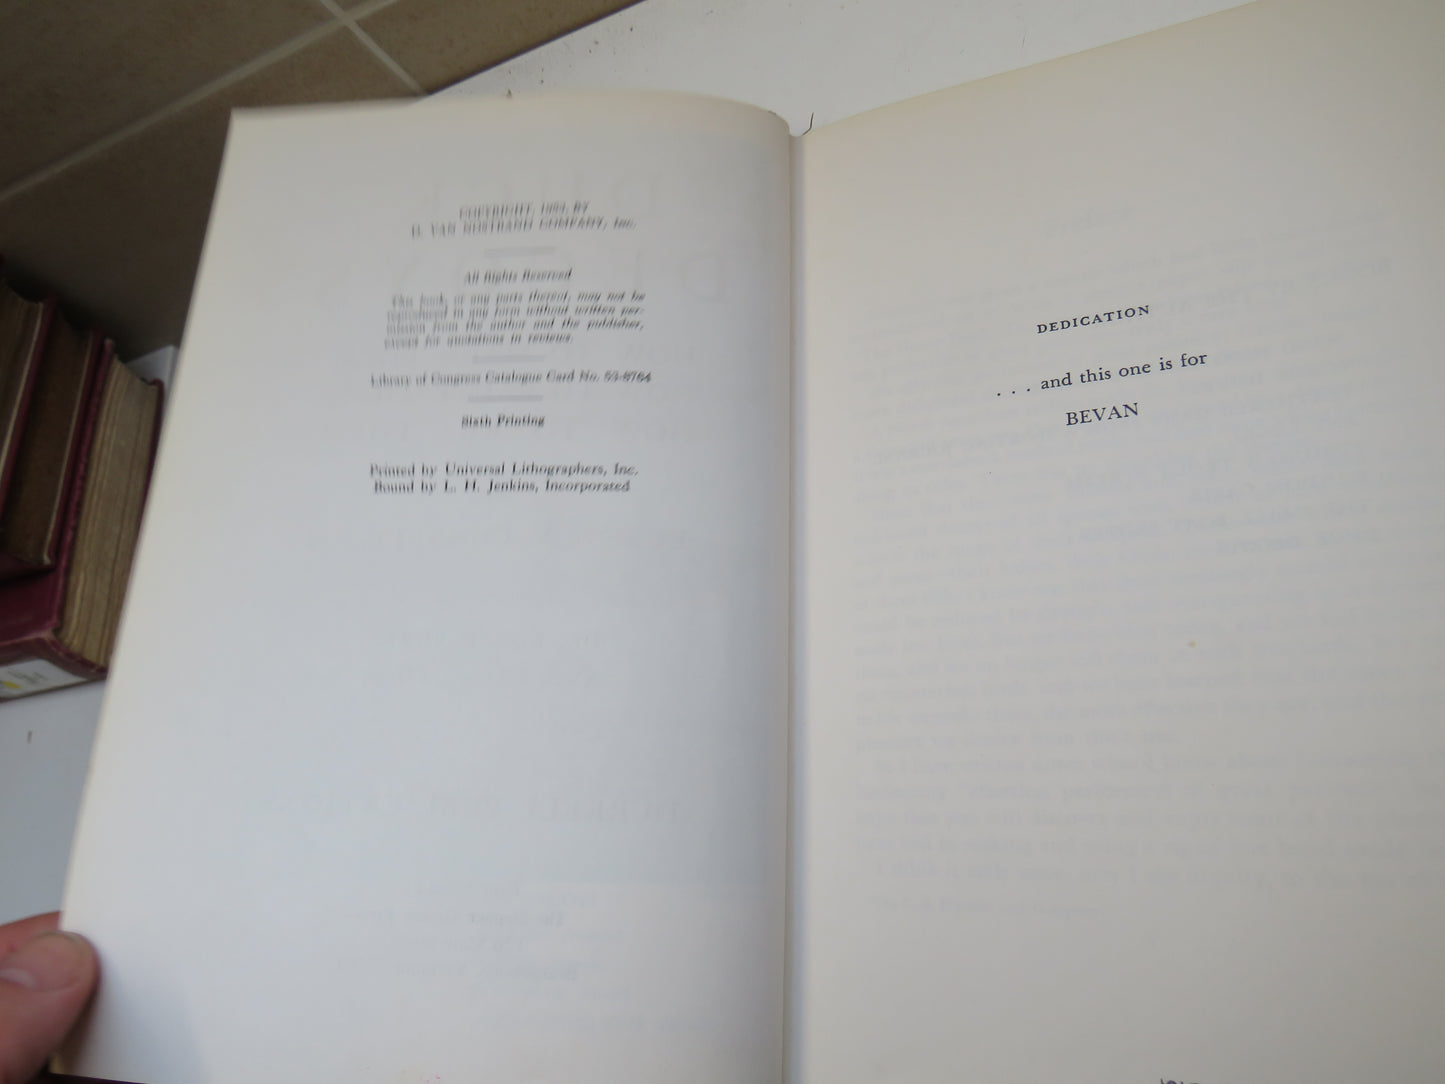 COPYRIGHT, 1953, BY
D. VAN NOSTRAND COMPANY, Inc.
All Rights Reserved
This book, or any parts thereof, may not be
reproduced in any form without written per-
mission from the author and the publisher,
except for quotations in reviews.
Library of Congress Catalogue Card No. 53-8764
Sixth Printing
Printed by Universal Lithographers, Inc.
Bound by L. H. Jenkins, Incorporated
DEDICATION
. . . and this one is for
BEVAN